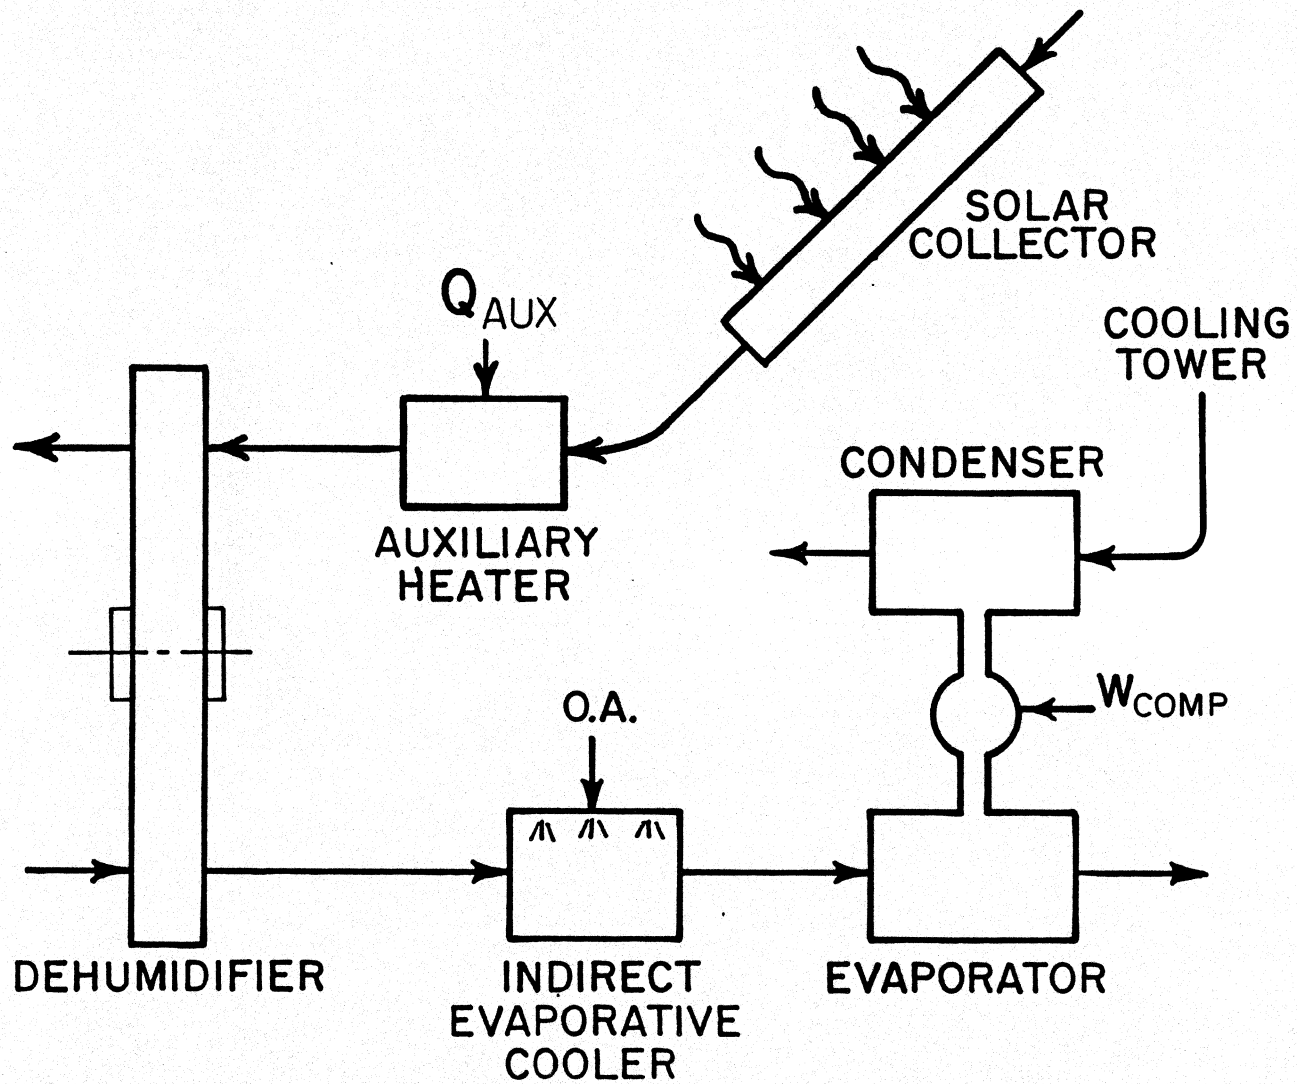 SOLAR
COLLECTOR
Q AUX
COOLING
TOWER
CONDENSER
AUXILIARY
HEATER
O.A.
W COMP
DEHUMIDIFIER
INDIRECT
EVAPORATIVE
COOLER
EVAPORATOR